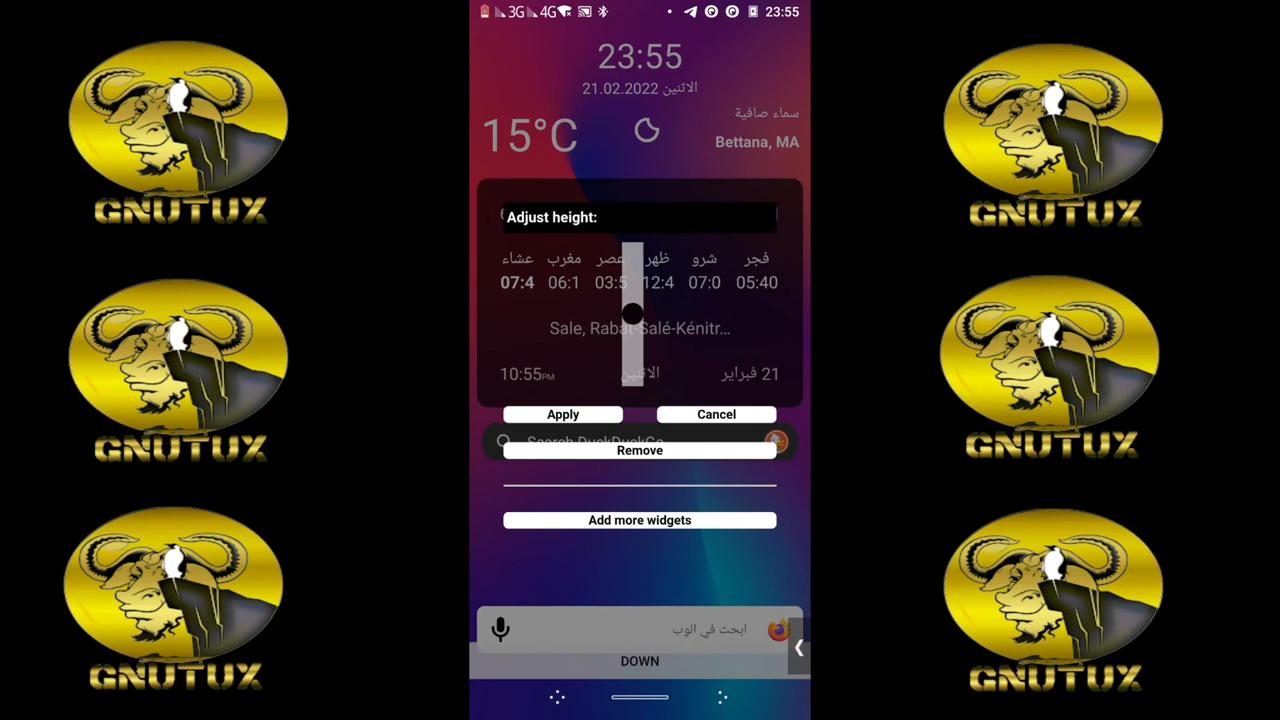 3G 4G 23:55
23:55
الاثنين 21.02.2022
15°C
سماء صافية
Bettana, MA
Adjust height:
فجر شرو ظهر عصر مغرب عشاء
05:40 07:0 12:4 03:5 06:1 07:4
Sale, Rabat-Salé-Kénitr...
10:55PM الاثنين 21 فبراير
Apply Cancel
Search DuckDuckGo
Remove
Add more widgets
ابحث في الوب
DOWN
GNUTUX
GNUTUX
GNUTUX
GNUTUX
GNUTUX
GNUTUX